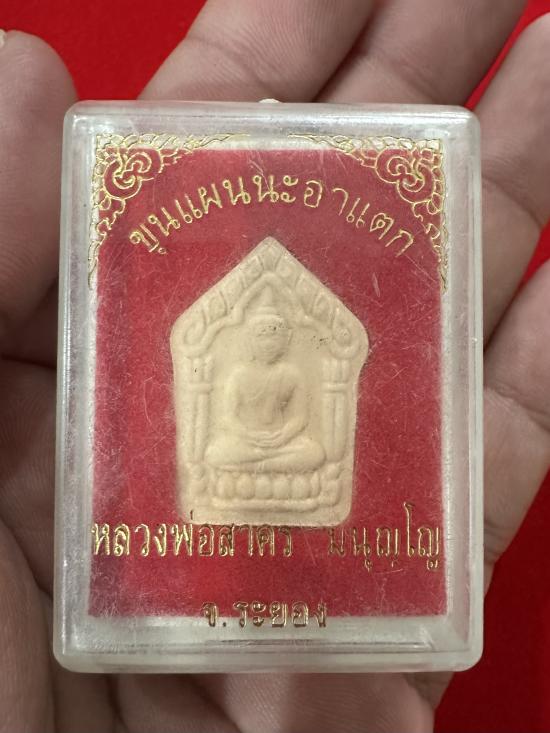 ขุนแผนนะอาแตก
หลวงพ่อสาคร มนุญฺโญ
จ.ระยอง